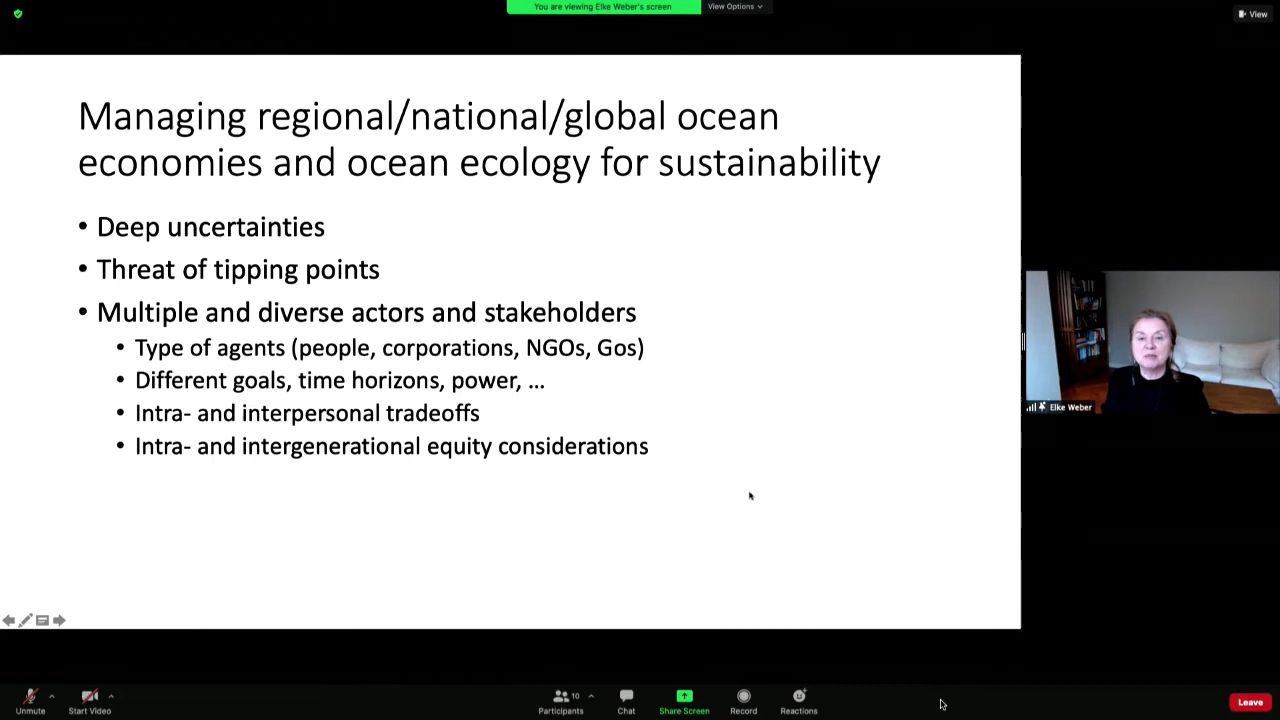 You are viewing Elke Weber's screen
View Options
View
Managing regional/national/global ocean
economies and ocean ecology for sustainability
• Deep uncertainties
• Threat of tipping points
• Multiple and diverse actors and stakeholders
• Type of agents (people, corporations, NGOs, Gos)
• Different goals, time horizons, power, …
• Intra- and interpersonal tradeoffs
• Intra- and intergenerational equity considerations
Elke Weber
Unmute
Start Video
10
Participants
Chat
Share Screen
Record
Reactions
Leave